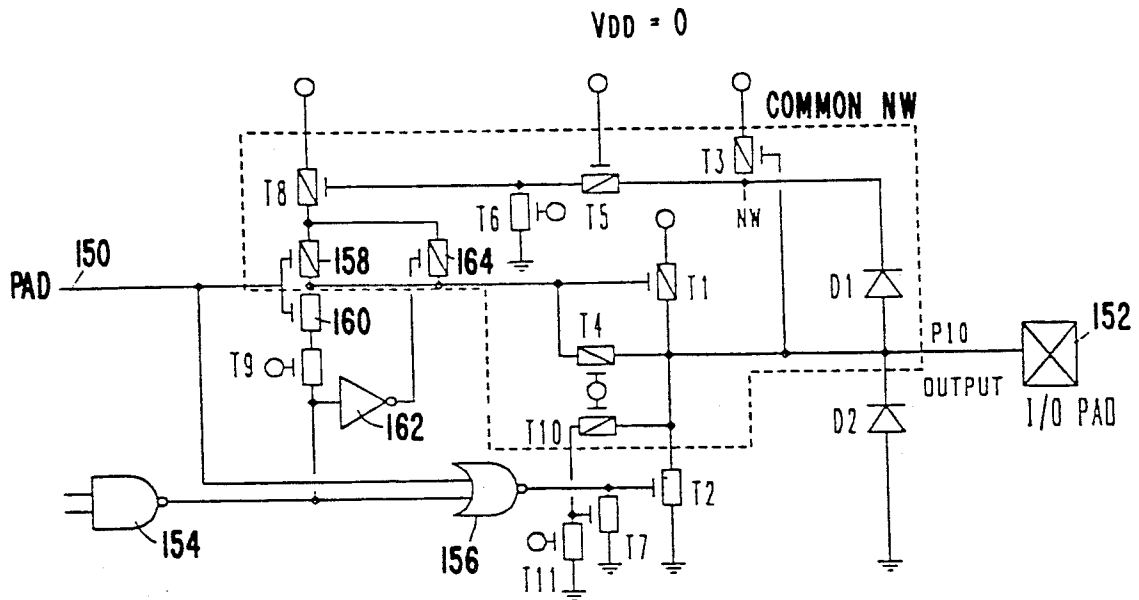 VDD = 0
COMMON NW
T3
T8
T6
T5
NW
150
158
164
PAD
T1
D1
160
T4
P10
152
T9
OUTPUT
162
T10
D2
I/O PAD
T2
154
156
T7
T11